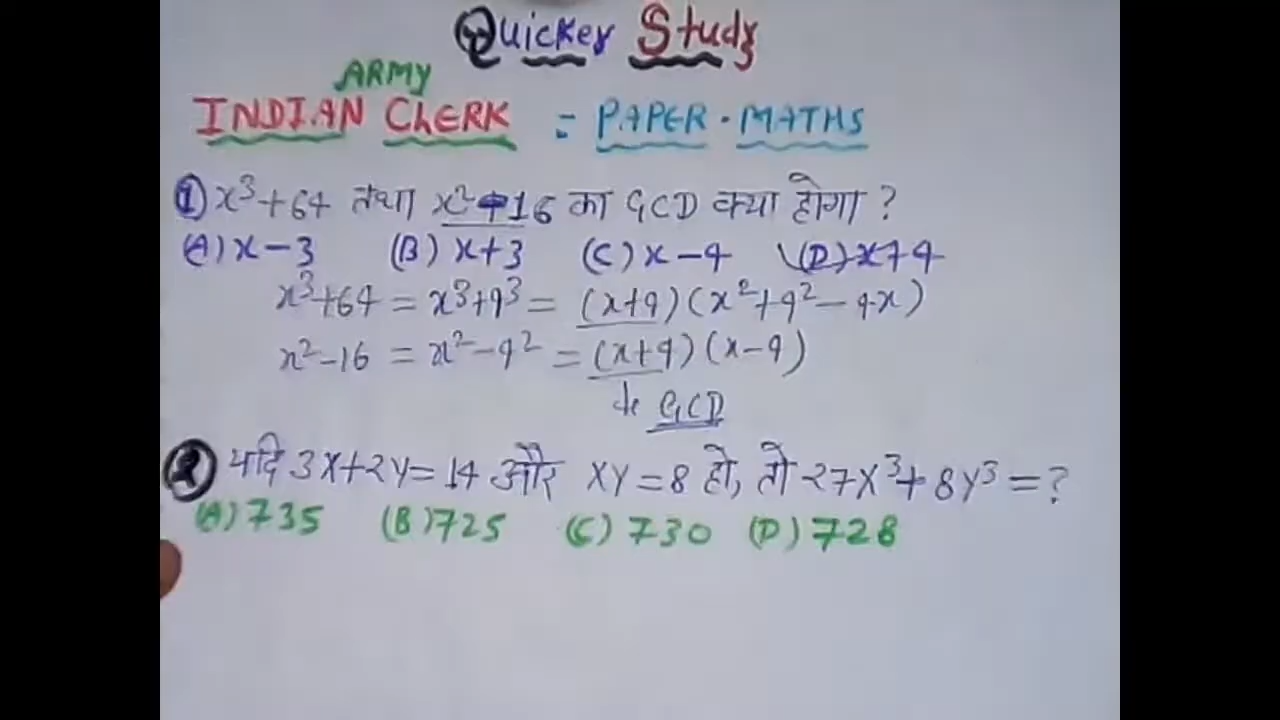 Quicker Study
ARMY
INDIAN CLERK = PAPER. MATHS
① x³+64 तथा x²-16 का GCD क्या होगा ?
(A) x-3 (B) x+3 (C) x-4 (D) x+4
x³+64 = x³+4³ = (x+4)(x²+4²-4x)
x²-16 = x²-4² = (x+4)(x-4)
GCD
② यदि 3X+2Y=14 और XY=8 हो, तो 27X³+8Y³=?
(A) 735 (B) 725 (C) 730 (D) 728